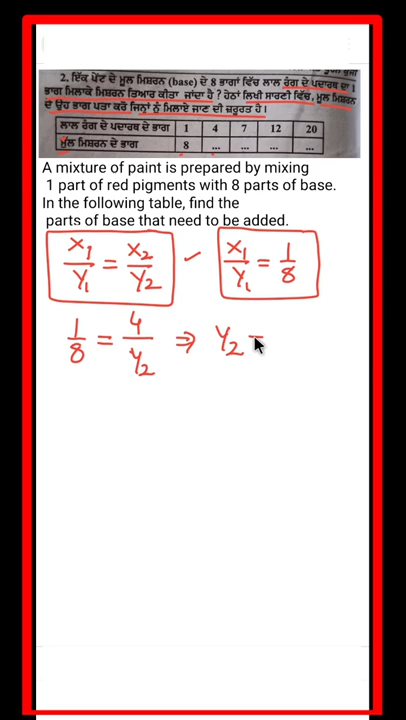 2. ਇੱਕ ਪੇਂਟ ਦੇ ਮੂਲ ਮਿਸ਼ਰਨ (base) ਦੇ 8 ਭਾਗਾਂ ਵਿੱਚ ਲਾਲ ਰੰਗ ਦੇ ਪਦਾਰਥ ਦਾ 1
ਭਾਗ ਮਿਲਾਕੇ ਮਿਸ਼ਰਨ ਤਿਆਰ ਕੀਤਾ ਜਾਂਦਾ ਹੈ ? ਹੇਠਾਂ ਲਿਖੀ ਸਾਰਣੀ ਵਿੱਚ, ਮੂਲ ਮਿਸ਼ਰਨ
ਦੇ ਉਹ ਭਾਗ ਪਤਾ ਕਰੋ ਜਿਨ੍ਹਾਂ ਨੂੰ ਮਿਲਾਏ ਜਾਣ ਦੀ ਜ਼ਰੂਰਤ ਹੈ।
ਲਾਲ ਰੰਗ ਦੇ ਪਦਾਰਥ ਦੇ ਭਾਗ 1 4 7 12 20
ਮੂਲ ਮਿਸ਼ਰਨ ਦੇ ਭਾਗ 8 ... ... ... ...
A mixture of paint is prepared by mixing
1 part of red pigments with 8 parts of base.
In the following table, find the
parts of base that need to be added.
x₁/y₁ = x₂/y₂ ✓ x₁/y₁ = 1/8
1/8 = 4/y₂ ⇒ y₂ =